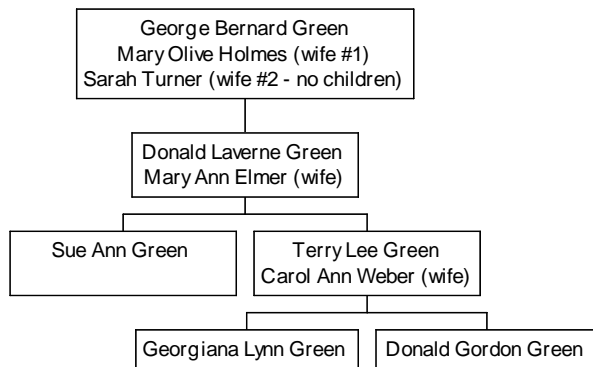 George Bernard Green
Mary Olive Holmes (wife #1)
Sarah Turner (wife #2 - no children)
Donald Laverne Green
Mary Ann Elmer (wife)
Sue Ann Green
Terry Lee Green
Carol Ann Weber (wife)
Georgiana Lynn Green
Donald Gordon Green